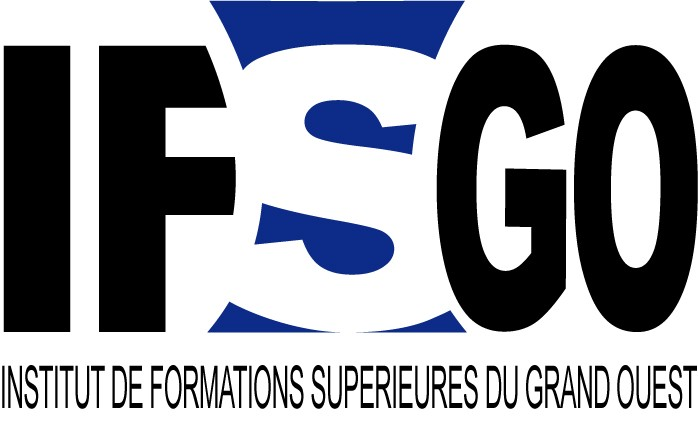 IFSGO
INSTITUT DE FORMATIONS SUPERIEURES DU GRAND OUEST